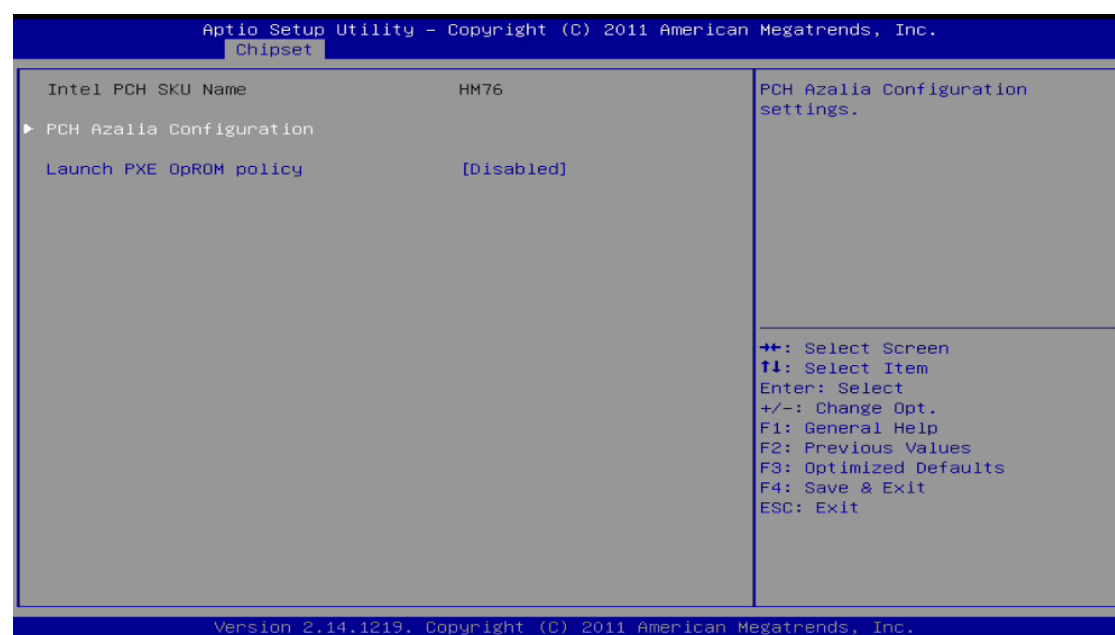 Aptio Setup Utility – Copyright (C) 2011 American Megatrends, Inc.
Chipset
Intel PCH SKU Name HM76
► PCH Azalia Configuration
Launch PXE OpROM policy [Disabled]
PCH Azalia Configuration
settings.
→←: Select Screen
↑↓: Select Item
Enter: Select
+/-: Change Opt.
F1: General Help
F2: Previous Values
F3: Optimized Defaults
F4: Save & Exit
ESC: Exit
Version 2.14.1219. Copyright (C) 2011 American Megatrends, Inc.